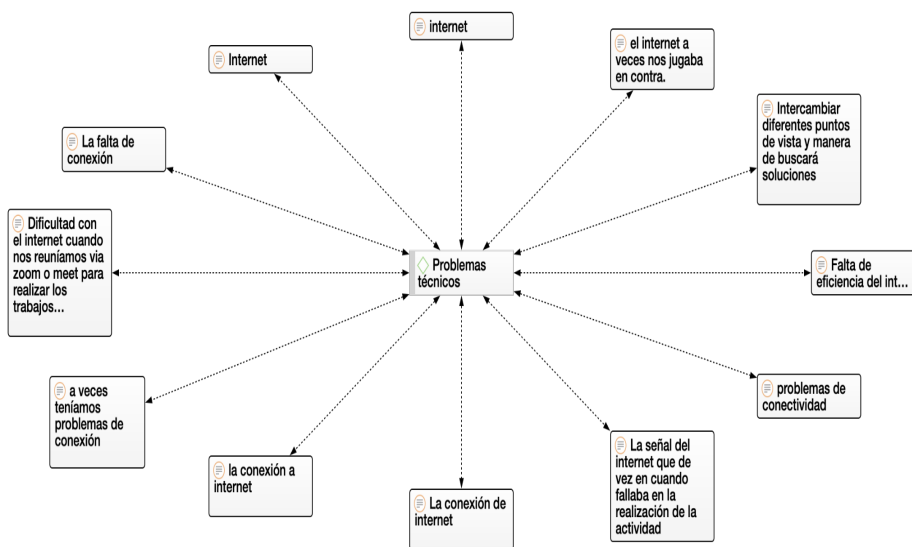 internet
Internet
el internet a
veces nos jugaba
en contra.
La falta de
conexión
Intercambiar
diferentes puntos
de vista y manera
de buscará
soluciones
Dificultad con
el internet cuando
nos reuníamos via
zoom o meet para
realizar los
trabajos...
Problemas
técnicos
Falta de
eficiencia del int...
a veces
teníamos
problemas de
conexión
problemas de
conectividad
la conexión a
internet
La conexión de
internet
La señal del
internet que de
vez en cuando
fallaba en la
realización de la
actividad